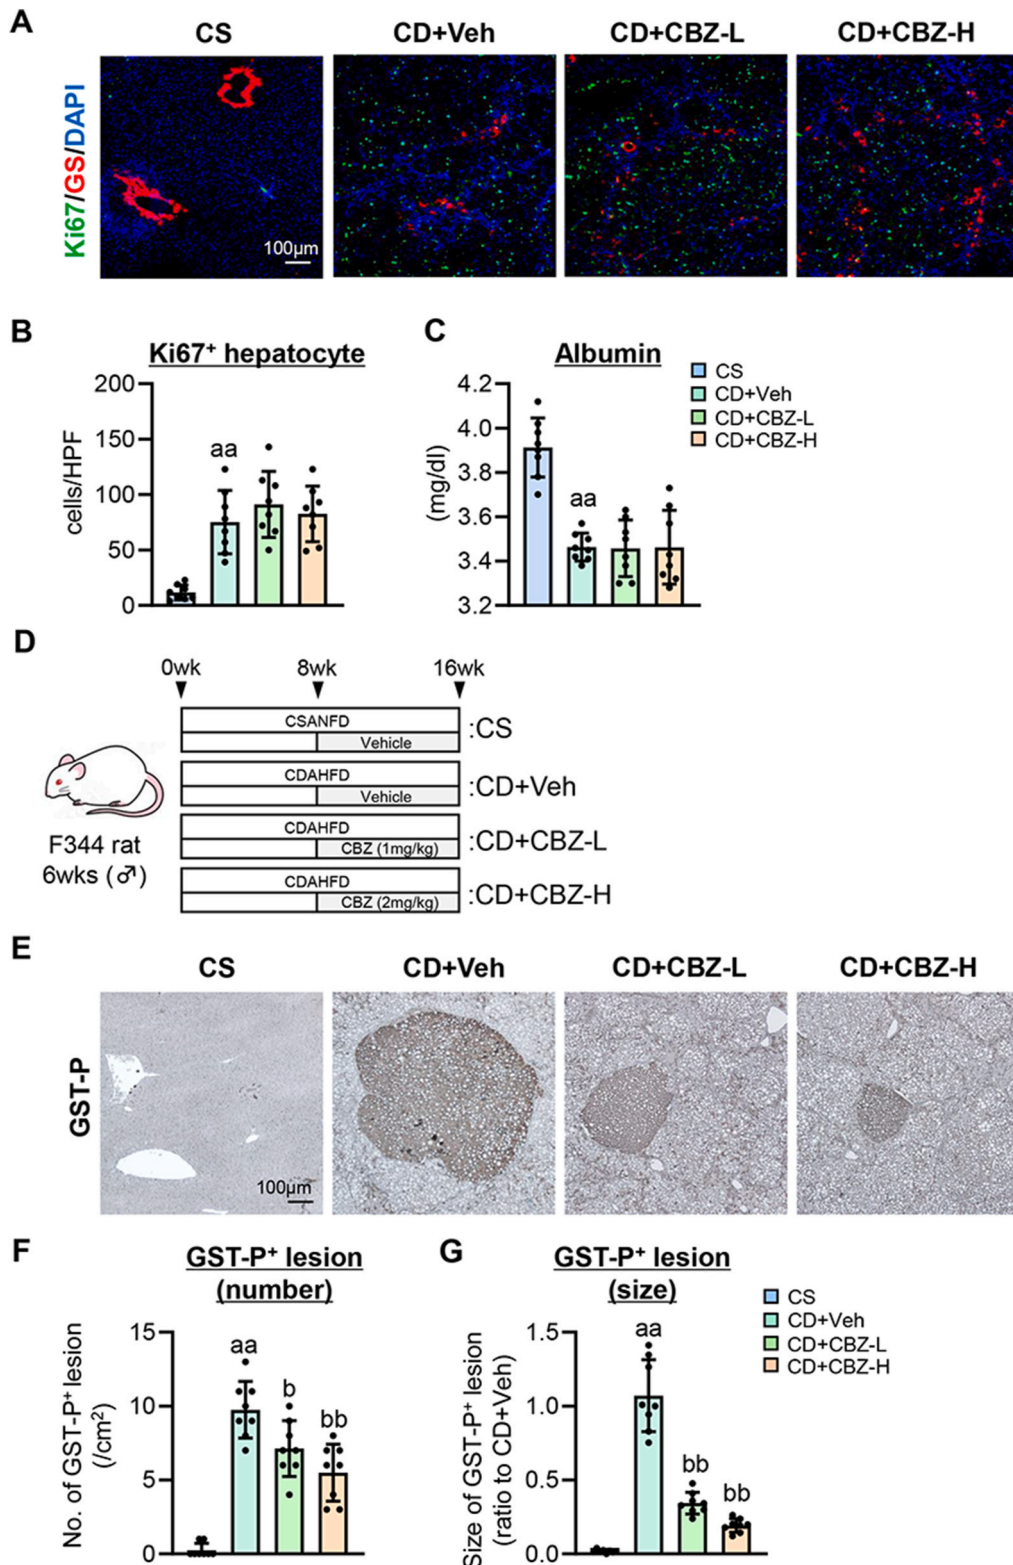 A
CS
CD+Veh
CD+CBZ-L
CD+CBZ-H
Ki67/GS/DAPI
100μm
B
Ki67⁺ hepatocyte
cells/HPF
200
150
100
50
0
aa
C
Albumin
(mg/dl)
4.2
4.0
3.8
3.6
3.4
3.2
aa
CS
CD+Veh
CD+CBZ-L
CD+CBZ-H
D
0wk
8wk
16wk
CSANFD
Vehicle
:CS
CDAHFD
Vehicle
:CD+Veh
CDAHFD
CBZ (1mg/kg)
:CD+CBZ-L
CDAHFD
CBZ (2mg/kg)
:CD+CBZ-H
F344 rat
6wks (♂)
E
CS
CD+Veh
CD+CBZ-L
CD+CBZ-H
GST-P
100μm
F
GST-P⁺ lesion
(number)
No. of GST-P⁺ lesion
(/cm²)
15
10
5
0
aa
b
bb
G
GST-P⁺ lesion
(size)
Size of GST-P⁺ lesion
(ratio to CD+Veh)
1.5
1.0
0.5
0.0
aa
bb
bb
CS
CD+Veh
CD+CBZ-L
CD+CBZ-H